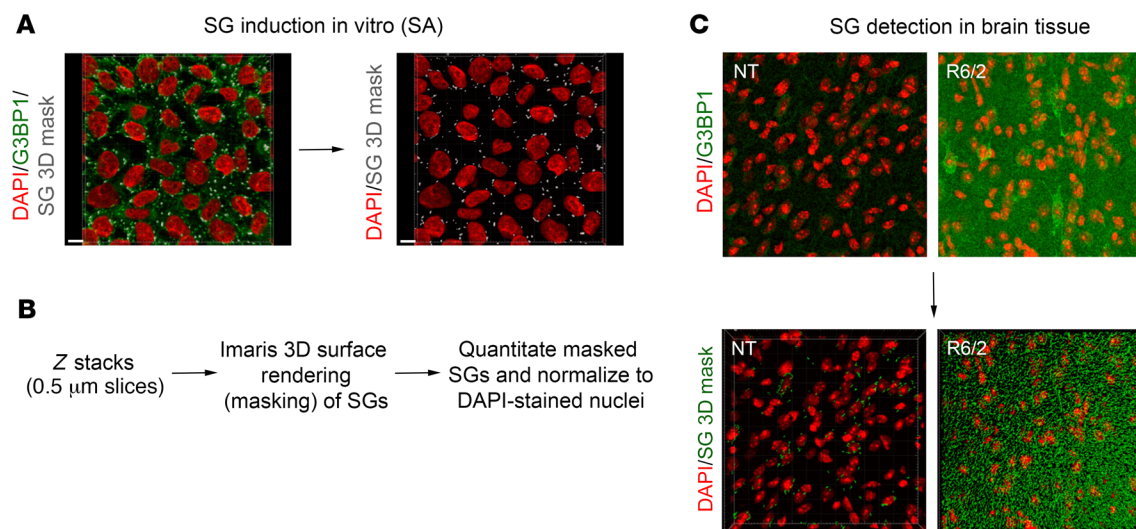 A
SG induction in vitro (SA)
DAPI/G3BP1/
SG 3D mask
DAPI/SG 3D mask
B
Z stacks
(0.5 μm slices)
Imaris 3D surface
rendering
(masking) of SGs
Quantitate masked
SGs and normalize to
DAPI-stained nuclei
C
SG detection in brain tissue
DAPI/G3BP1
NT
R6/2
DAPI/SG 3D mask
NT
R6/2